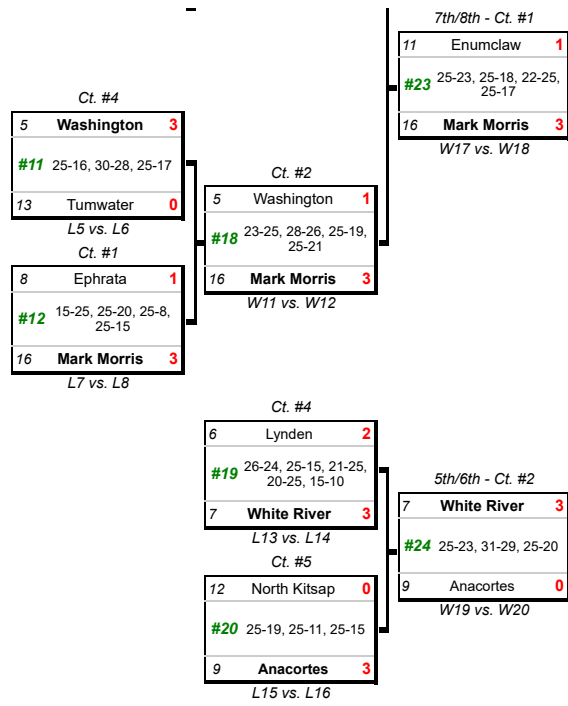 7th/8th - Ct. #1
11 Enumclaw 1
#23 25-23, 25-18, 22-25,
25-17
16 Mark Morris 3
W17 vs. W18
Ct. #4
5 Washington 3
#11 25-16, 30-28, 25-17
13 Tumwater 0
L5 vs. L6
Ct. #1
8 Ephrata 1
#12 15-25, 25-20, 25-8,
25-15
16 Mark Morris 3
L7 vs. L8
Ct. #2
5 Washington 1
#18 23-25, 28-26, 25-19,
25-21
16 Mark Morris 3
W11 vs. W12
Ct. #4
6 Lynden 2
#19 26-24, 25-15, 21-25,
20-25, 15-10
7 White River 3
L13 vs. L14
Ct. #5
12 North Kitsap 0
#20 25-19, 25-11, 25-15
9 Anacortes 3
L15 vs. L16
5th/6th - Ct. #2
7 White River 3
#24 25-23, 31-29, 25-20
9 Anacortes 0
W19 vs. W20